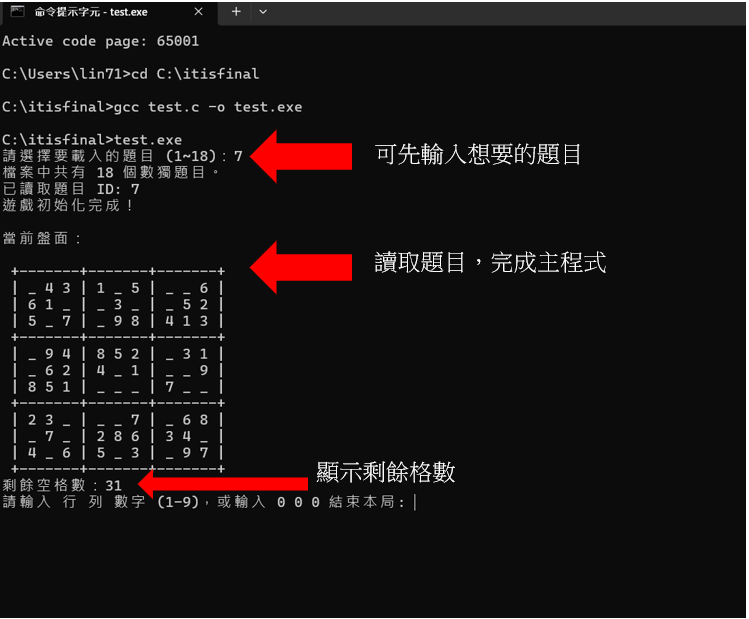 命令提示字元 - test.exe
Active code page: 65001
C:\Users\lin71>cd C:\itisfinal
C:\itisfinal>gcc test.c -o test.exe
C:\itisfinal>test.exe
請選擇要載入的題目 (1~18)：7
可先輸入想要的題目
檔案中共有 18 個數獨題目。
已讀取題目 ID: 7
遊戲初始化完成！
當前盤面：
讀取題目，完成主程式
+-------+-------+-------+
| _ 4 3 | 1 _ 5 | _ _ 6 |
| 6 1 _ | _ 3 _ | _ 5 2 |
| 5 _ 7 | _ 9 8 | 4 1 3 |
+-------+-------+-------+
| _ 9 4 | 8 5 2 | _ 3 1 |
| _ 6 2 | 4 _ 1 | _ _ 9 |
| 8 5 1 | _ _ _ | 7 _ _ |
+-------+-------+-------+
| 2 3 _ | _ _ 7 | _ 6 8 |
| _ 7 _ | 2 8 6 | 3 4 _ |
| 4 _ 6 | 5 _ 3 | _ 9 7 |
+-------+-------+-------+
顯示剩餘格數
剩餘空格數：31
請輸入 行 列 數字 (1-9)，或輸入 0 0 0 結束本局：